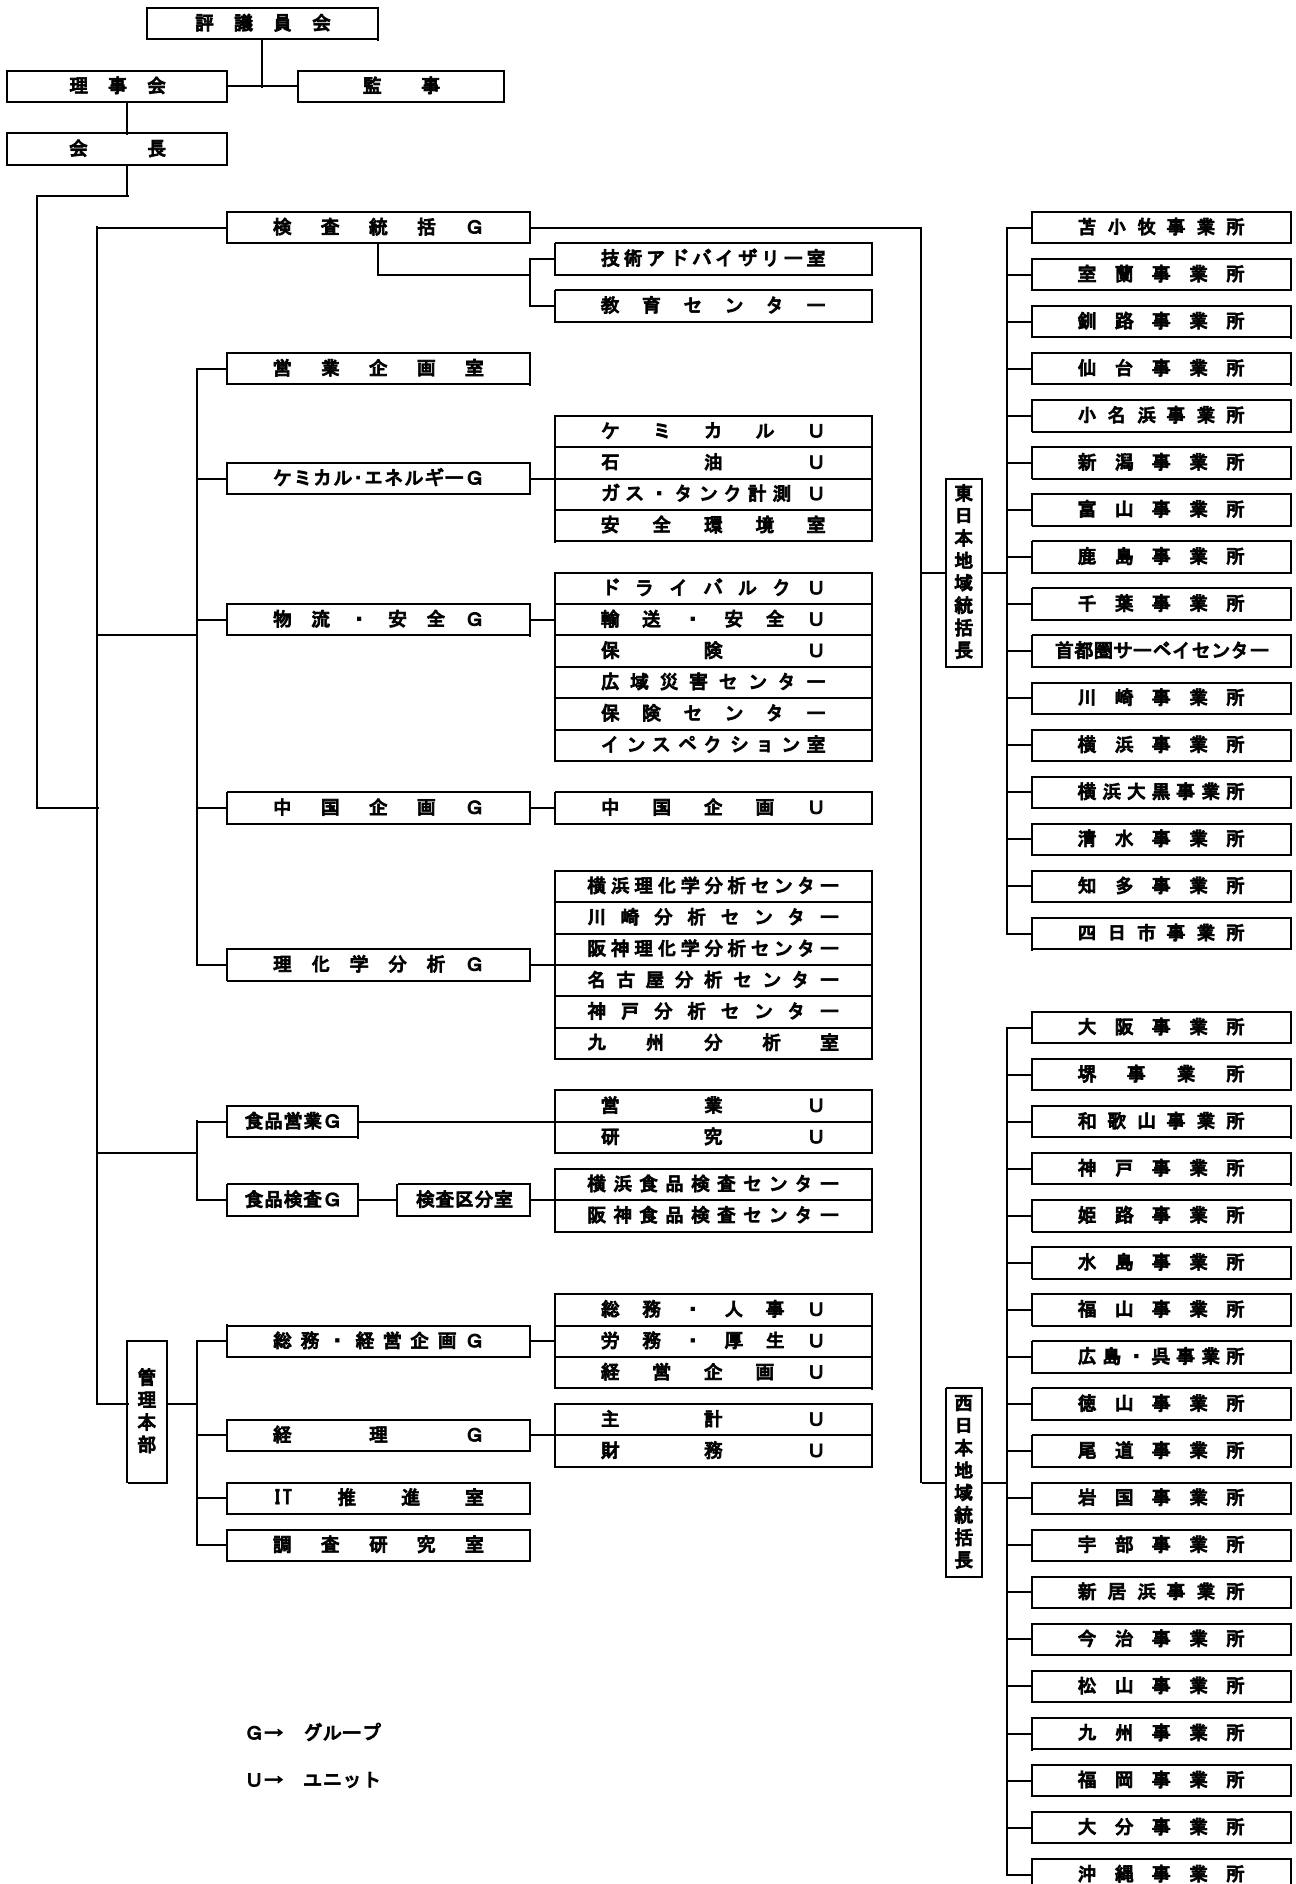 評議員会
理事会
監事
会長
検査統括G
技術アドバイザリー室
教育センター
営業企画室
ケミカル・エネルギーG
ケミカルU
石油U
ガス・タンク計測U
安全環境室
物流・安全G
ドライバルクU
輸送・安全U
保険U
広域災害センター
保険センター
インスペクション室
中国企画G
中国企画U
理化学分析G
横浜理化学分析センター
川崎分析センター
阪神理化学分析センター
名古屋分析センター
神戸分析センター
九州分析室
食品営業G
営業U
研究U
食品検査G
検査区分室
横浜食品検査センター
阪神食品検査センター
管理本部
総務・経営企画G
総務・人事U
労務・厚生U
経営企画U
経理G
主計U
財務U
IT推進室
調査研究室
東日本地域統括長
苫小牧事業所
室蘭事業所
釧路事業所
仙台事業所
小名浜事業所
新潟事業所
富山事業所
鹿島事業所
千葉事業所
首都圏サーベイセンター
川崎事業所
横浜事業所
横浜大黒事業所
清水事業所
知多事業所
四日市事業所
西日本地域統括長
大阪事業所
堺事業所
和歌山事業所
神戸事業所
姫路事業所
水島事業所
福山事業所
広島・呉事業所
徳山事業所
尾道事業所
岩国事業所
宇部事業所
新居浜事業所
今治事業所
松山事業所
九州事業所
福岡事業所
大分事業所
沖縄事業所
G→ グループ
U→ ユニット